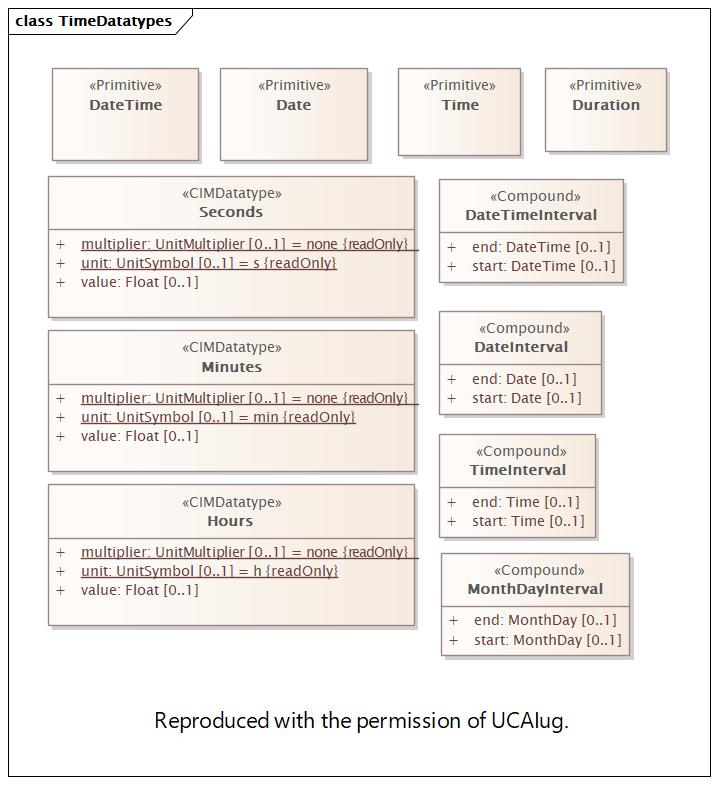 class TimeDatatypes
«Primitive»
DateTime
«Primitive»
Date
«Primitive»
Time
«Primitive»
Duration
«CIMDatatype»
Seconds
+ multiplier: UnitMultiplier [0..1] = none {readOnly}
+ unit: UnitSymbol [0..1] = s {readOnly}
+ value: Float [0..1]
«Compound»
DateTimeInterval
+ end: DateTime [0..1]
+ start: DateTime [0..1]
«CIMDatatype»
Minutes
+ multiplier: UnitMultiplier [0..1] = none {readOnly}
+ unit: UnitSymbol [0..1] = min {readOnly}
+ value: Float [0..1]
«Compound»
DateInterval
+ end: Date [0..1]
+ start: Date [0..1]
«Compound»
TimeInterval
+ end: Time [0..1]
+ start: Time [0..1]
«CIMDatatype»
Hours
+ multiplier: UnitMultiplier [0..1] = none {readOnly}
+ unit: UnitSymbol [0..1] = h {readOnly}
+ value: Float [0..1]
«Compound»
MonthDayInterval
+ end: MonthDay [0..1]
+ start: MonthDay [0..1]
Reproduced with the permission of UCAIug.